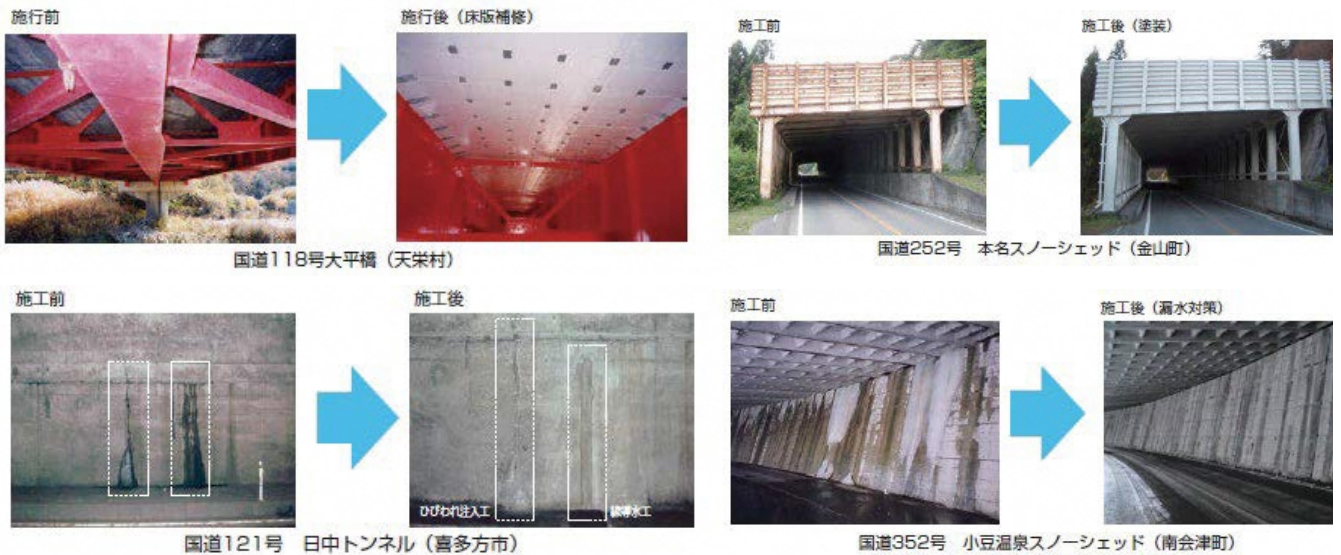 施行前
施行後（床版補修）
国道118号大平橋（天栄村）
施工前
施工後（塗装）
国道252号　本名スノーシェッド（金山町）
施工前
施工後
ひびわれ注入工
線導水工
国道121号　日中トンネル（喜多方市）
施工前
施工後（漏水対策）
国道352号　小豆温泉スノーシェッド（南会津町）